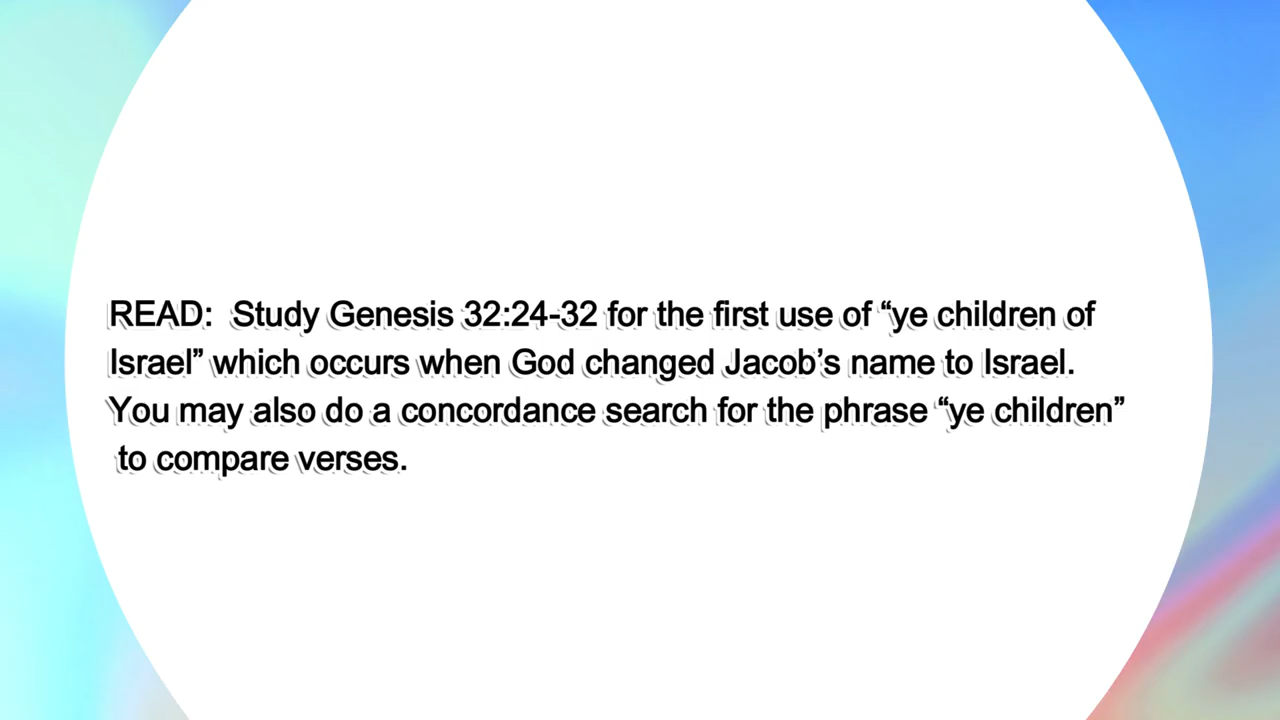 READ:  Study Genesis 32:24-32 for the first use of “ye children of
Israel” which occurs when God changed Jacob’s name to Israel.
You may also do a concordance search for the phrase “ye children”
to compare verses.